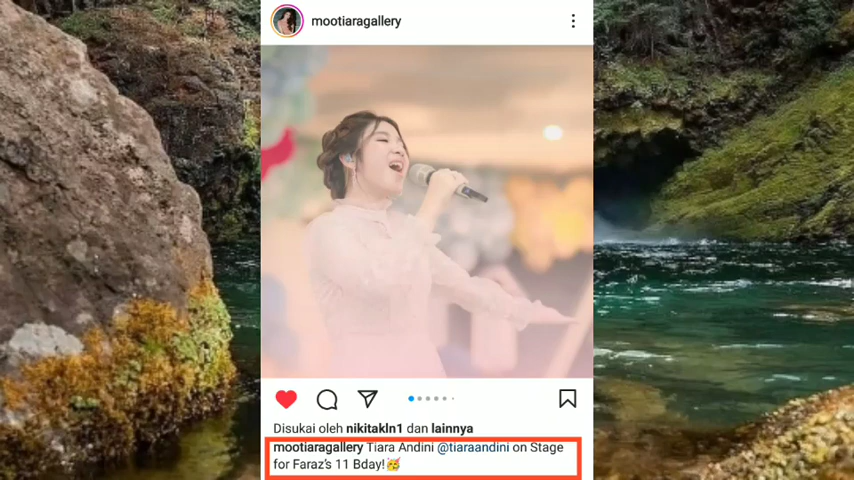 mootiaragallery
Disukai oleh nikitakln1 dan lainnya
mootiaragallery Tiara Andini @tiaraandini on Stage
for Faraz's 11 Bday!🥳